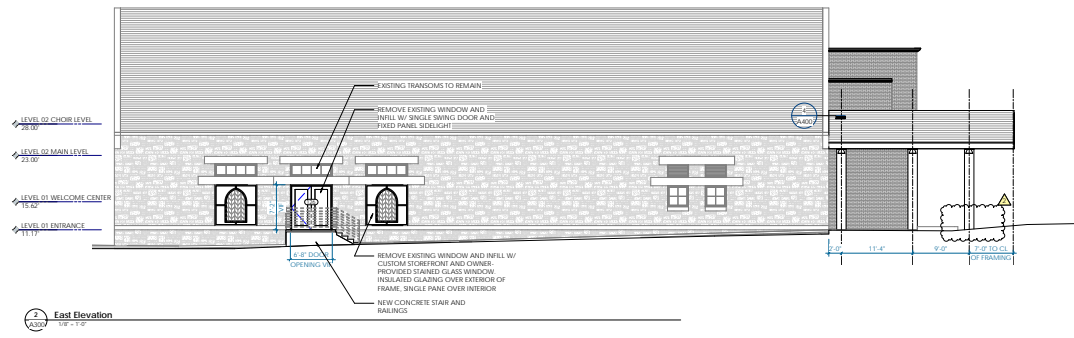 EXISTING TRANSOMS TO REMAIN
REMOVE EXISTING WINDOW AND
INFILL W/ SINGLE SWING DOOR AND
FIXED PANEL SIDELIGHT
4
A400
LEVEL 02 CHOIR LEVEL
28.00'
LEVEL 02 MAIN LEVEL
23.00'
LEVEL 01 WELCOME CENTER
15.62'
LEVEL 01 ENTRANCE
11.17'
6'-8" DOOR
OPENING VIF
2'-0"
11'-4"
9'-0"
7'-0" TO CL
OF FRAMING
REMOVE EXISTING WINDOW AND INFILL W/
CUSTOM STOREFRONT AND OWNER-
PROVIDED STAINED GLASS WINDOW.
INSULATED GLAZING OVER EXTERIOR OF
FRAME, SINGLE PANE OVER INTERIOR
NEW CONCRETE STAIR AND
RAILINGS
2
A300
East Elevation
1/8" = 1'-0"